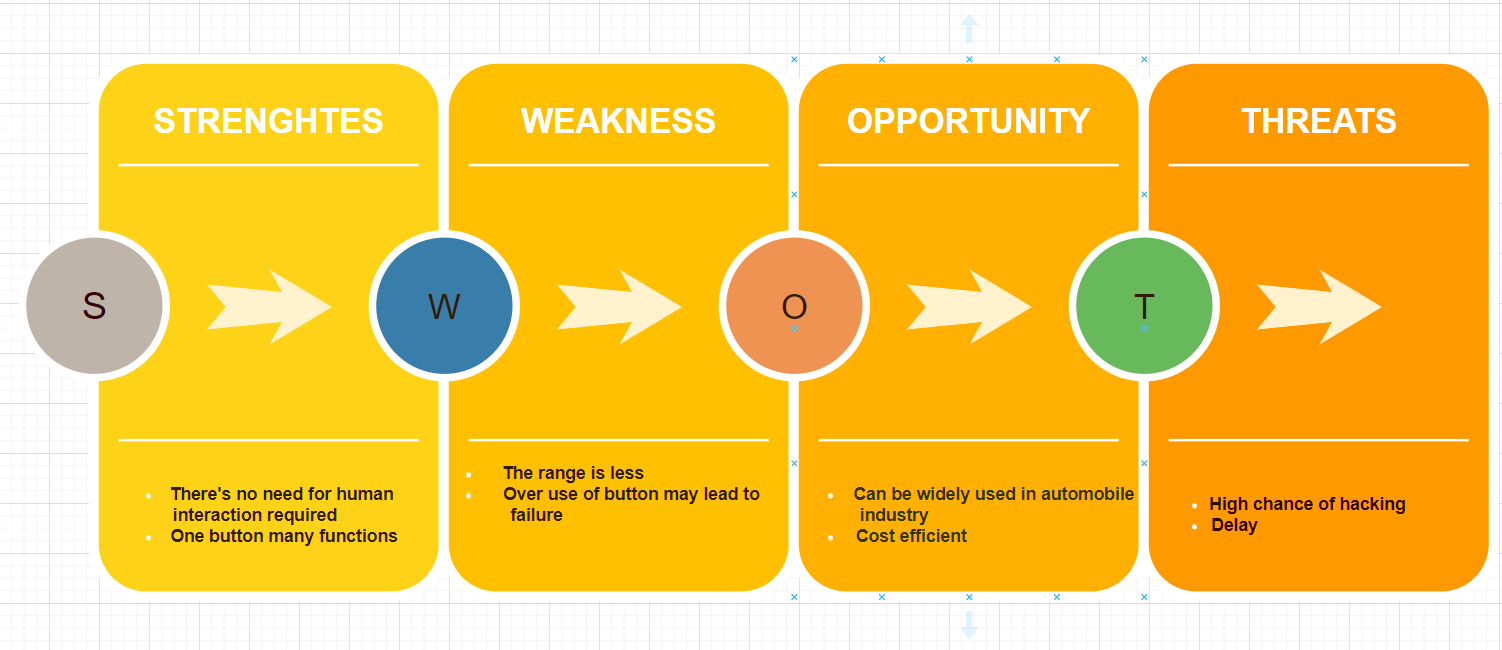 STRENGHTES
WEAKNESS
OPPORTUNITY
THREATS
S
W
O
T
There's no need for human
interaction required
One button many functions
The range is less
Over use of button may lead to
failure
Can be widely used in automobile
industry
Cost efficient
High chance of hacking
Delay